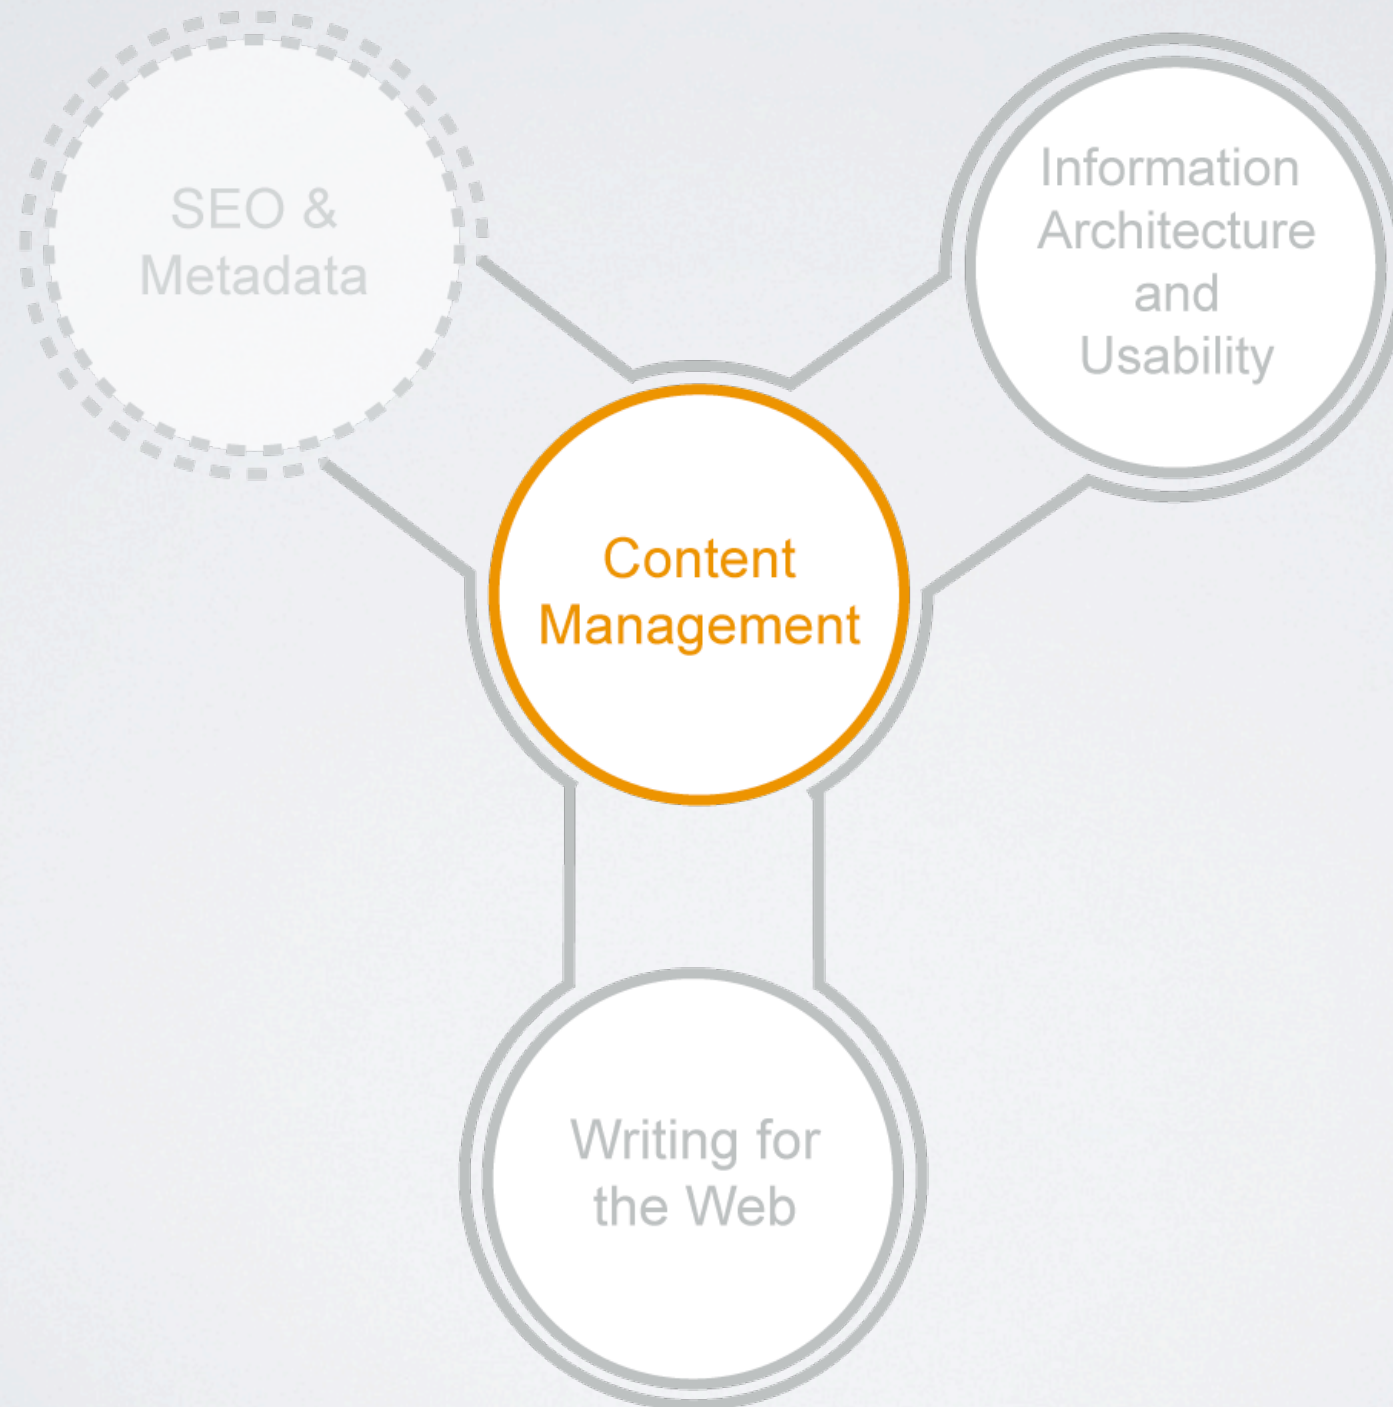 SEO &
Metadata
Information
Architecture
and
Usability
Content
Management
Writing for
the Web